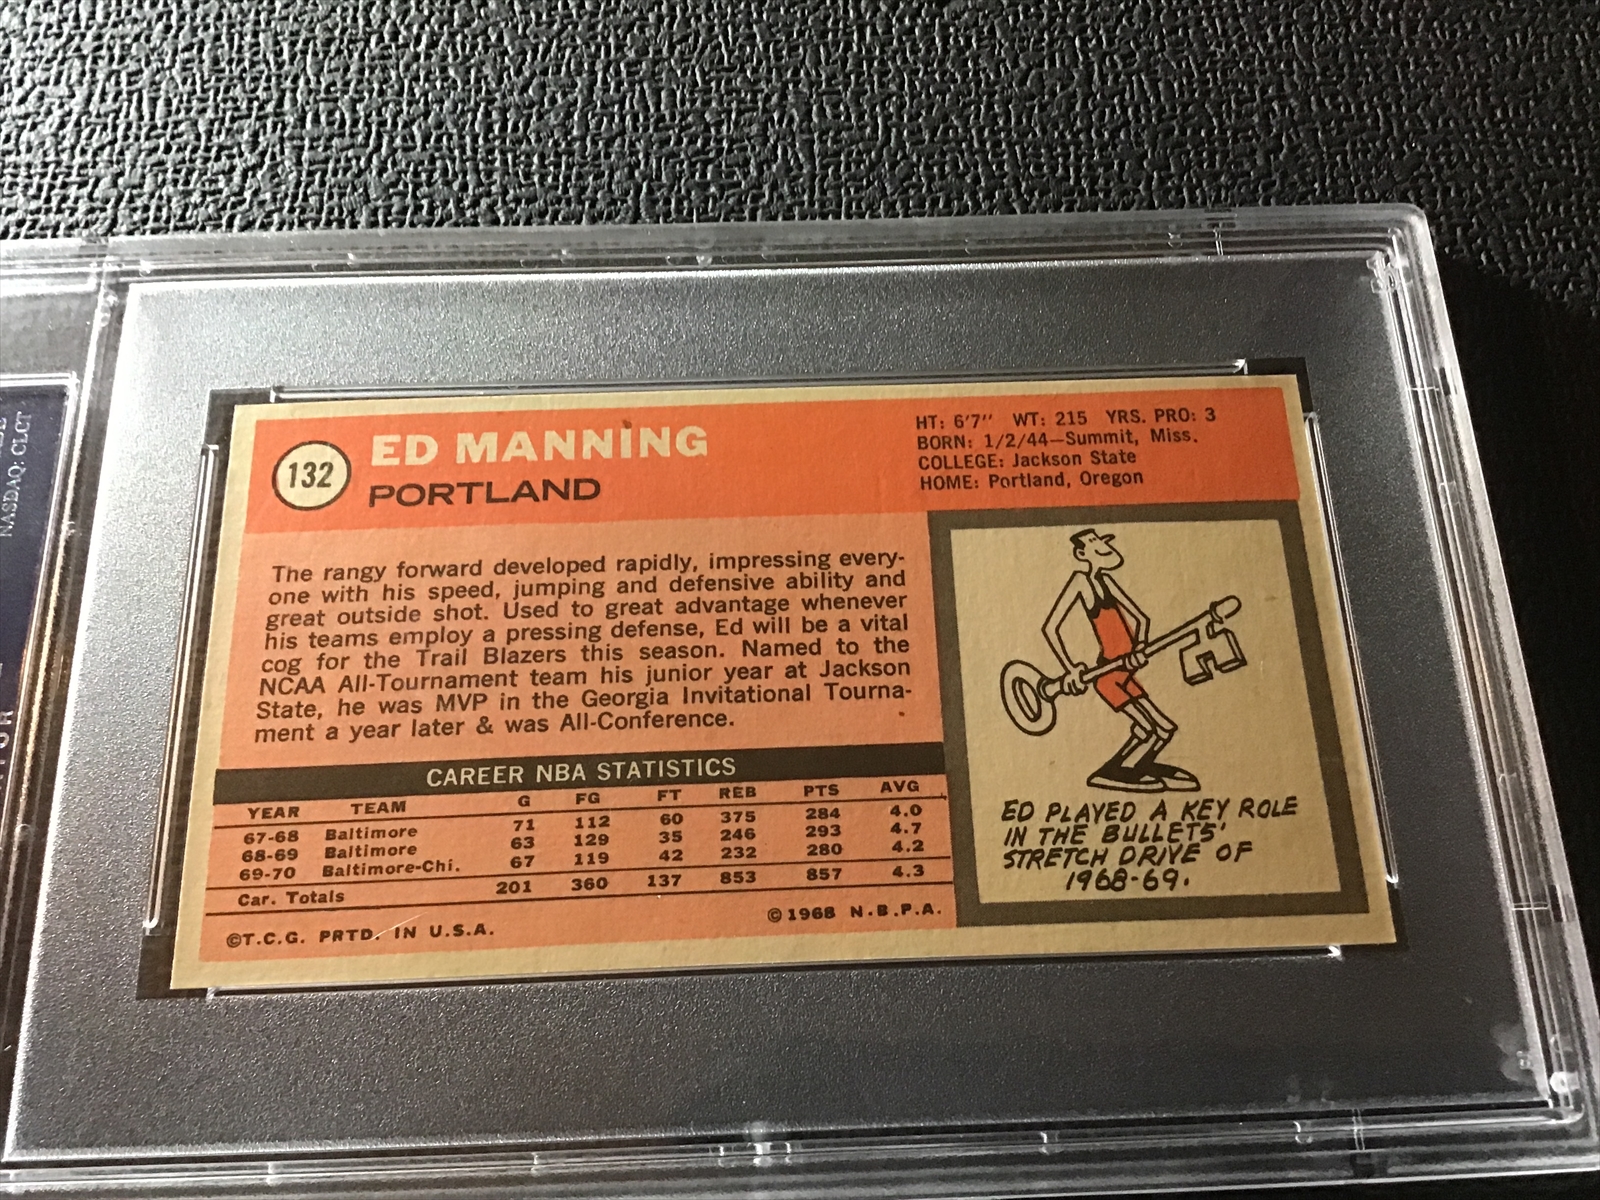 132
ED MANNING
PORTLAND
HT: 6'7" WT: 215 YRS. PRO: 3
BORN: 1/2/44—Summit, Miss.
COLLEGE: Jackson State
HOME: Portland, Oregon
The rangy forward developed rapidly, impressing every-
one with his speed, jumping and defensive ability and
great outside shot. Used to great advantage whenever
his teams employ a pressing defense, Ed will be a vital
cog for the Trail Blazers this season. Named to the
NCAA All-Tournament team his junior year at Jackson
State, he was MVP in the Georgia Invitational Tourna-
ment a year later & was All-Conference.
CAREER NBA STATISTICS
YEAR TEAM G FG FT REB PTS AVG
67-68 Baltimore 71 112 60 375 284 4.0
68-69 Baltimore 63 129 35 246 293 4.7
69-70 Baltimore-Chi. 67 119 42 232 280 4.2
Car. Totals 201 360 137 853 857 4.3
©T.C.G. PRTD. IN U.S.A.
©1968 N.B.P.A.
ED PLAYED A KEY ROLE
IN THE BULLETS'
STRETCH DRIVE OF
1968-69.
NASDAQ: CLCT